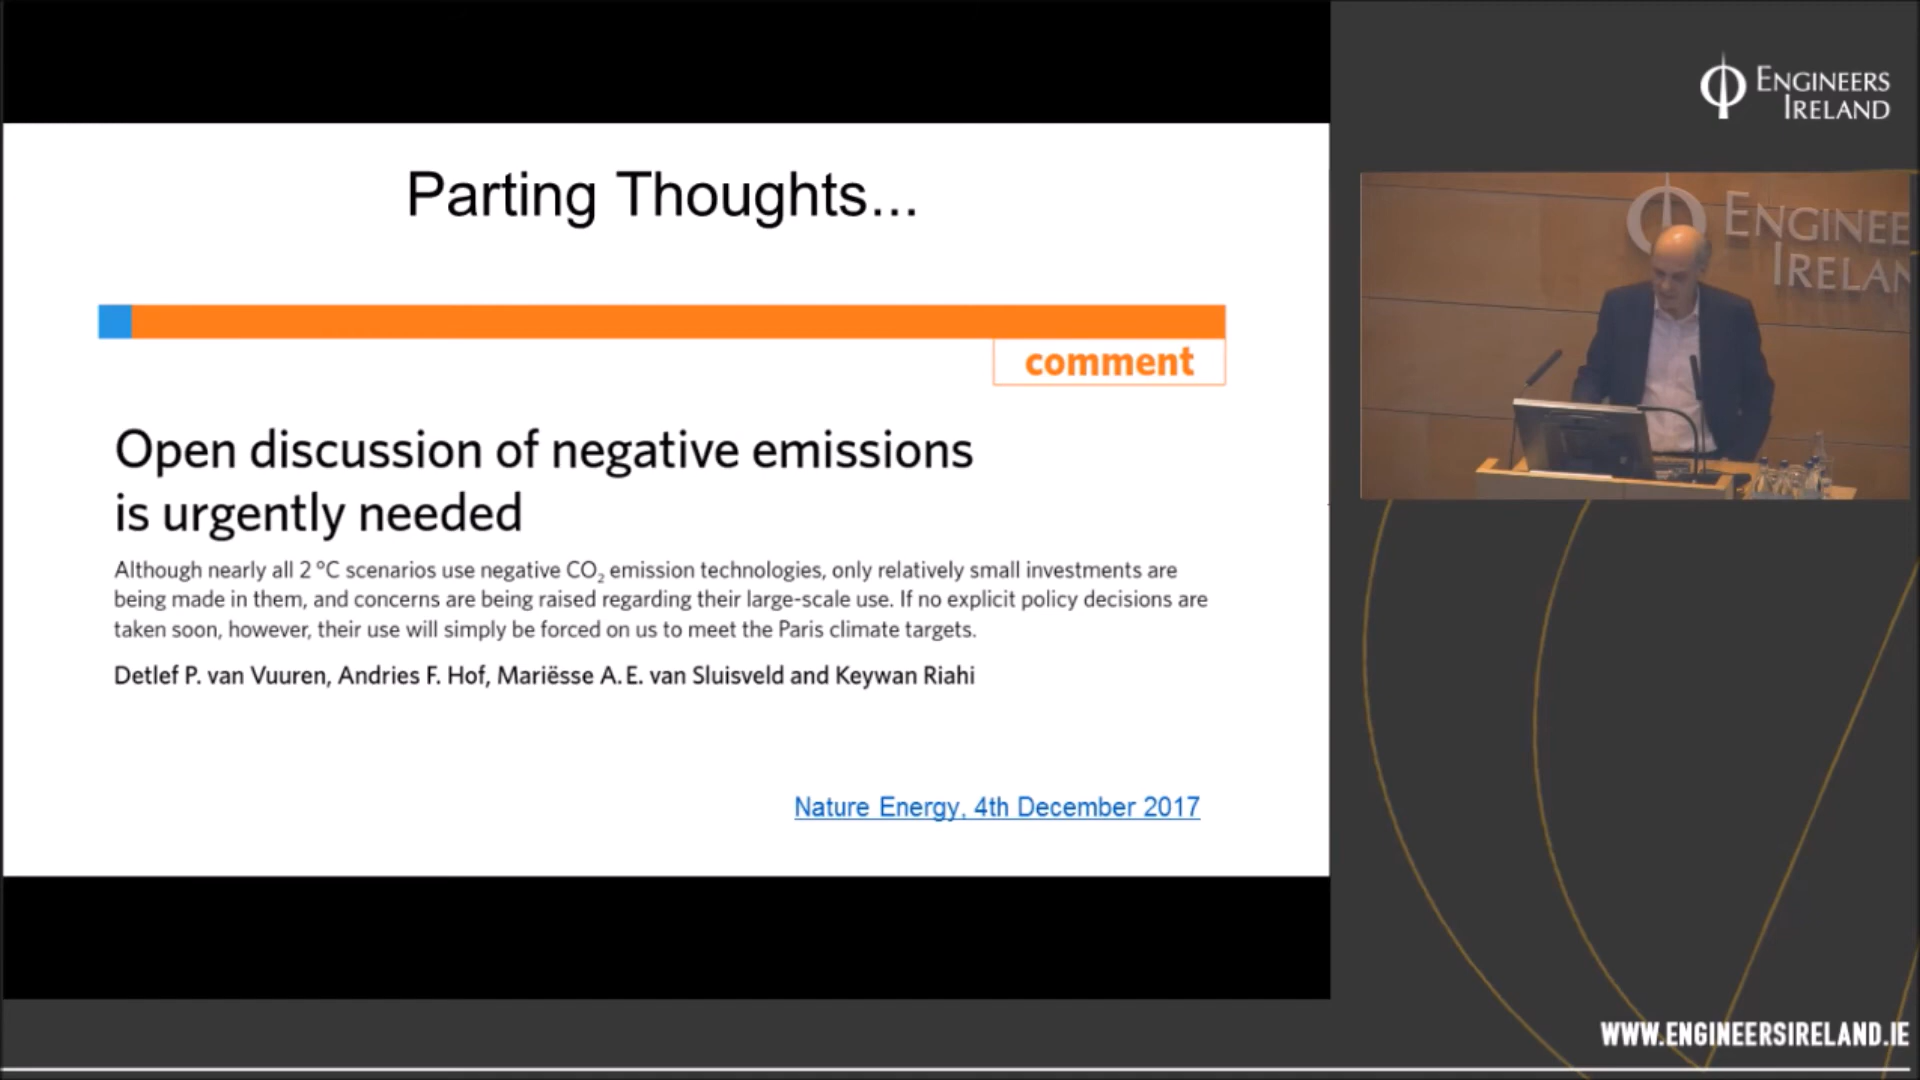 Parting Thoughts...
comment
Open discussion of negative emissions
is urgently needed
Although nearly all 2 °C scenarios use negative CO₂ emission technologies, only relatively small investments are
being made in them, and concerns are being raised regarding their large-scale use. If no explicit policy decisions are
taken soon, however, their use will simply be forced on us to meet the Paris climate targets.
Detlef P. van Vuuren, Andries F. Hof, Mariësse A. E. van Sluisveld and Keywan Riahi
Nature Energy, 4th December 2017
ENGINEERS
IRELAND
ENGINEE
IRELAN
WWW.ENGINEERSIRELAND.IE